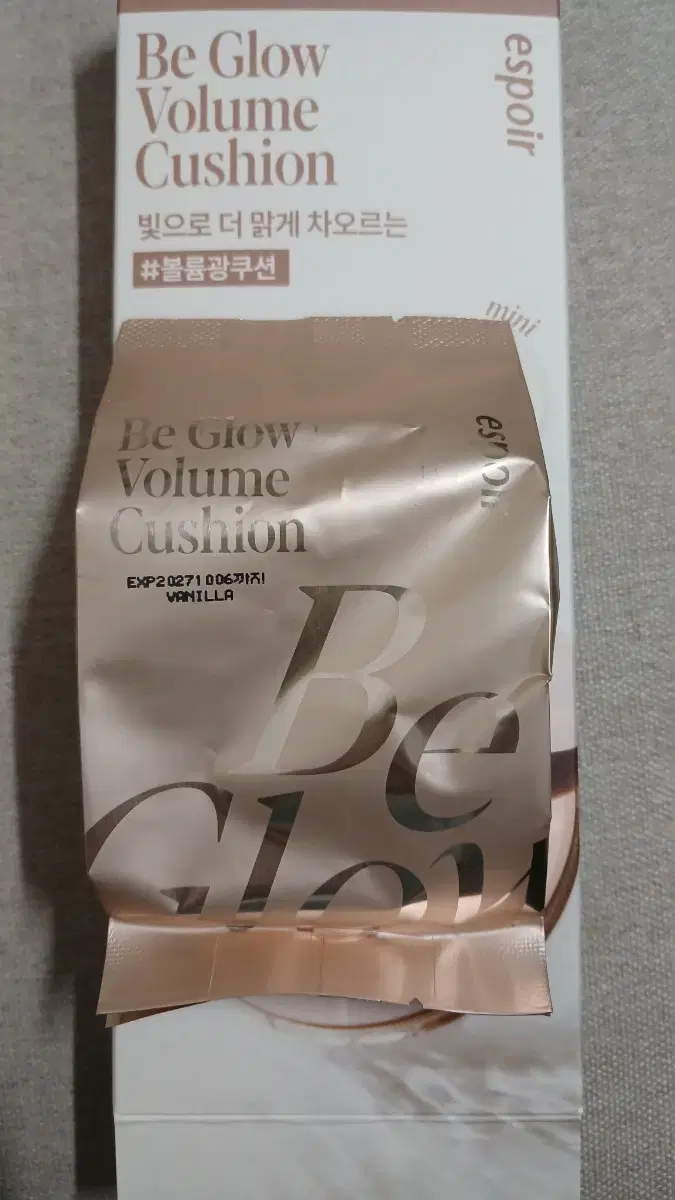 Be Glow
Volume
Cushion
espoir
빛으로 더 맑게 차오르는
#볼륨광쿠션
mini
Be Glow
Volume
Cushion
espoir
EXP20271006까지!
VANILLA
Be
Glow